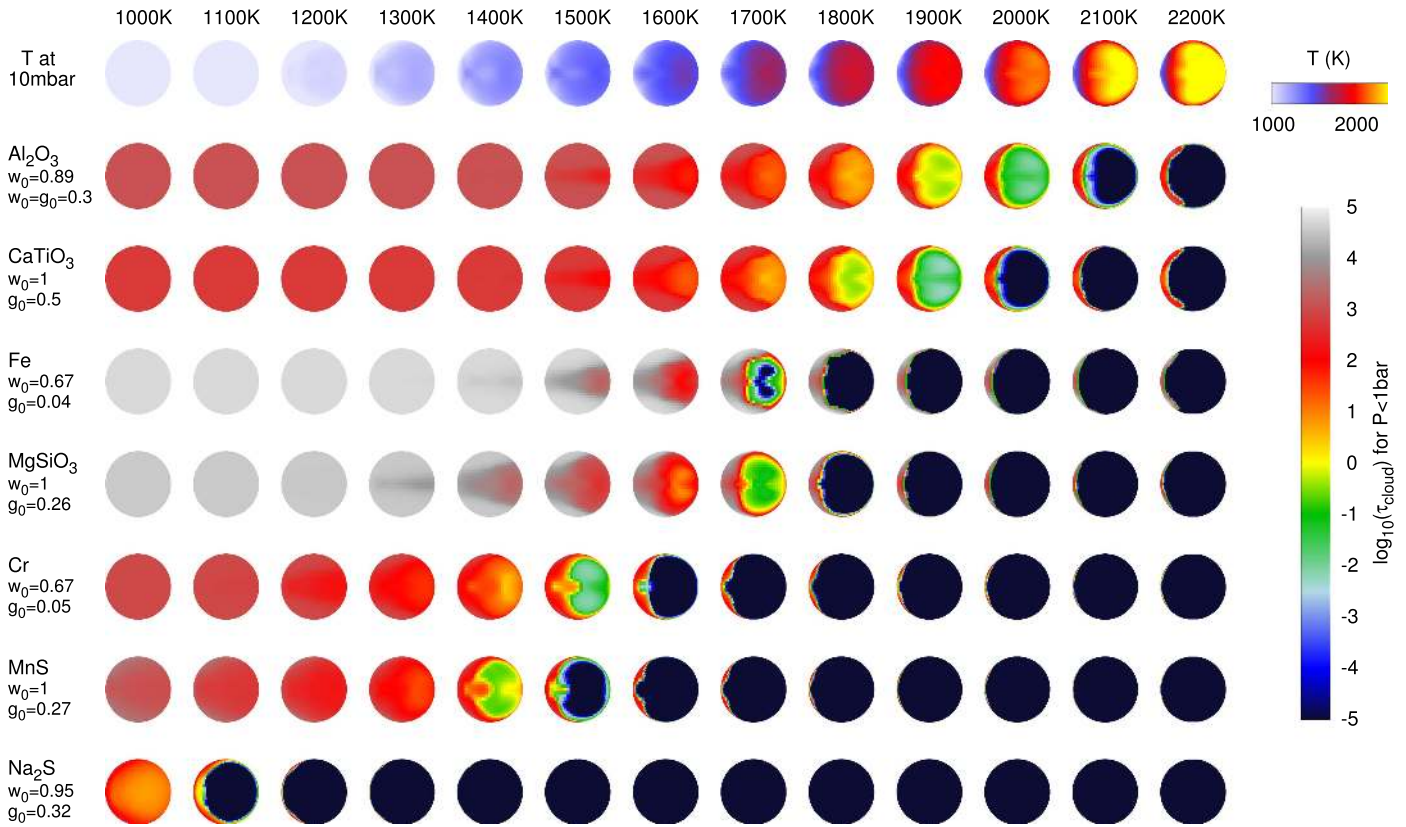 1000K 1100K 1200K 1300K 1400K 1500K 1600K 1700K 1800K 1900K 2000K 2100K 2200K
T at
10mbar
T (K)
1000 2000
Al₂O₃
w₀=0.89
w₀=g₀=0.3
CaTiO₃
w₀=1
g₀=0.5
Fe
w₀=0.67
g₀=0.04
MgSiO₃
w₀=1
g₀=0.26
Cr
w₀=0.67
g₀=0.05
MnS
w₀=1
g₀=0.27
Na₂S
w₀=0.95
g₀=0.32
5
4
3
2
1
0
-1
-2
-3
-4
-5
log₁₀(τcloud) for P<1bar